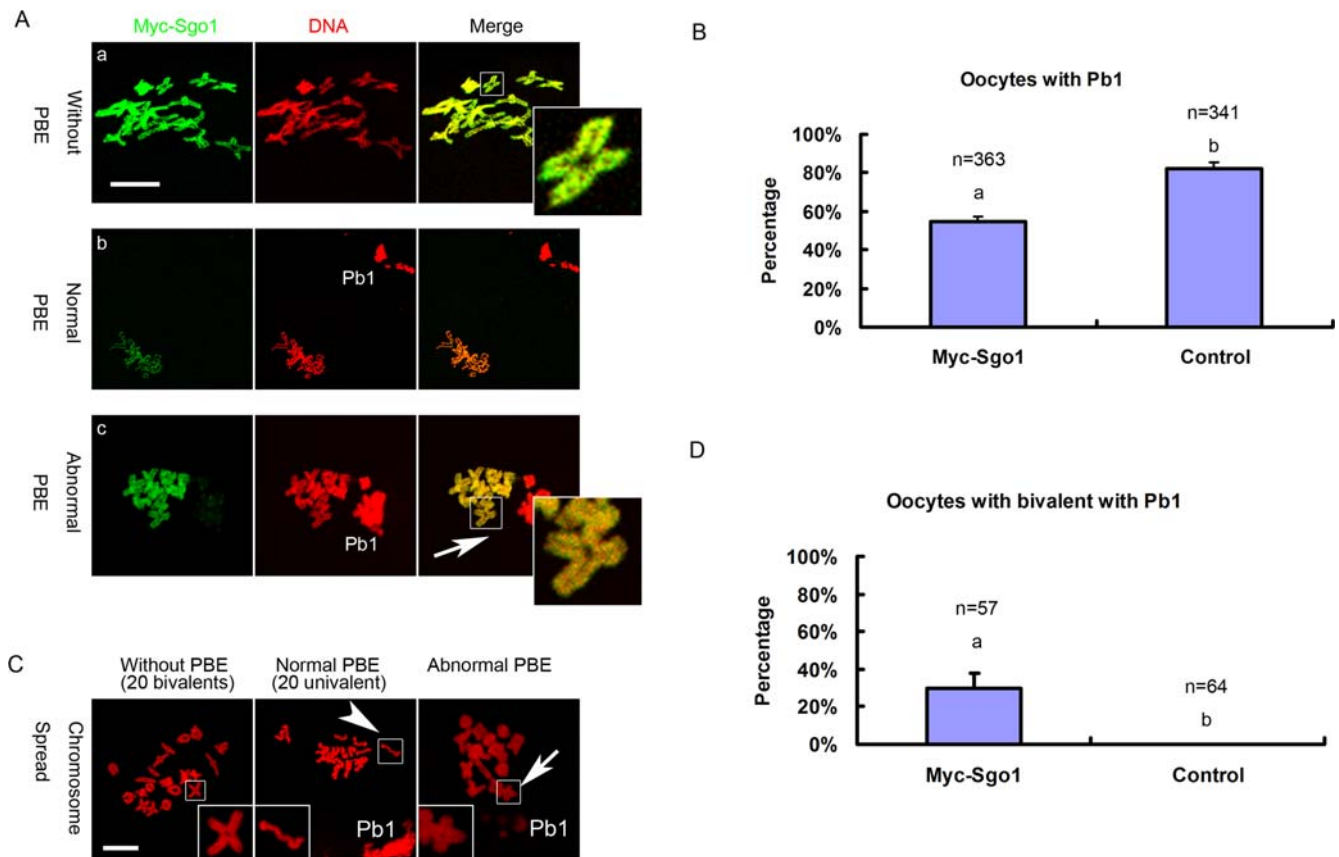 A
Myc-Sgo1 DNA Merge
a
Without
PBE
b
Normal
PBE
Pb1
c
Abnormal
PBE
Pb1
B
Oocytes with Pb1
Percentage
100%
80%
60%
40%
20%
0%
n=363
a
n=341
b
Myc-Sgo1 Control
C
Without PBE
(20 bivalents)
Normal PBE
(20 univalent)
Abnormal PBE
Chromosome
Spread
Pb1
Pb1
D
Oocytes with bivalent with Pb1
Percentage
100%
80%
60%
40%
20%
0%
n=57
a
n=64
b
Myc-Sgo1 Control